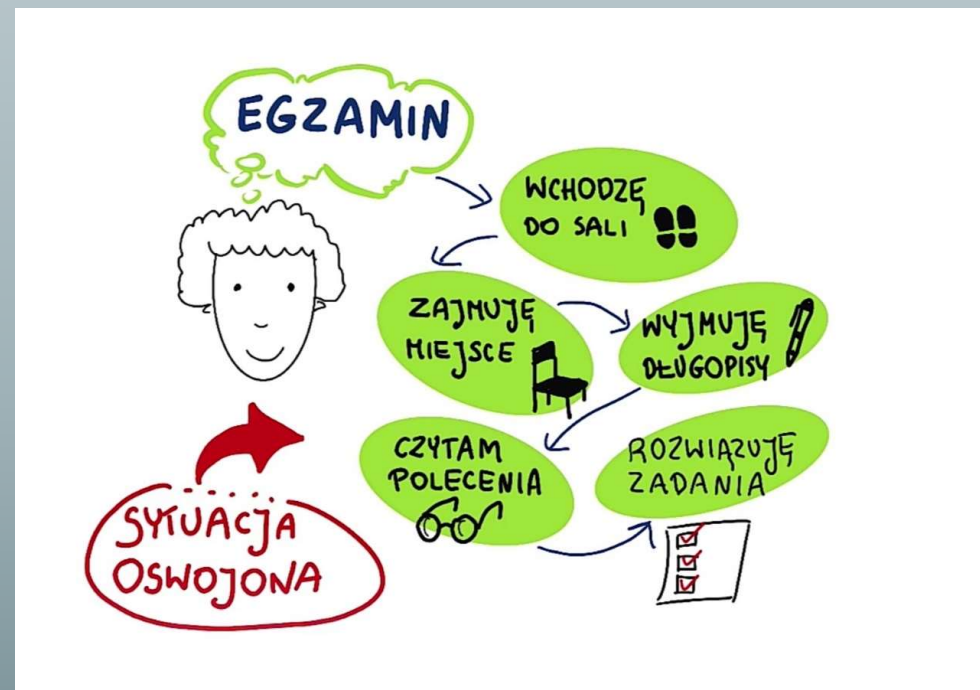 EGZAMIN
WCHODZĘ
DO SALI
ZAJMUJĘ
MIEJSCE
WYJMUJĘ
DŁUGOPISY
CZYTAM
POLECENIA
ROZWIĄZUJĘ
ZADANIA
SYTUACJA
OSWOJONA